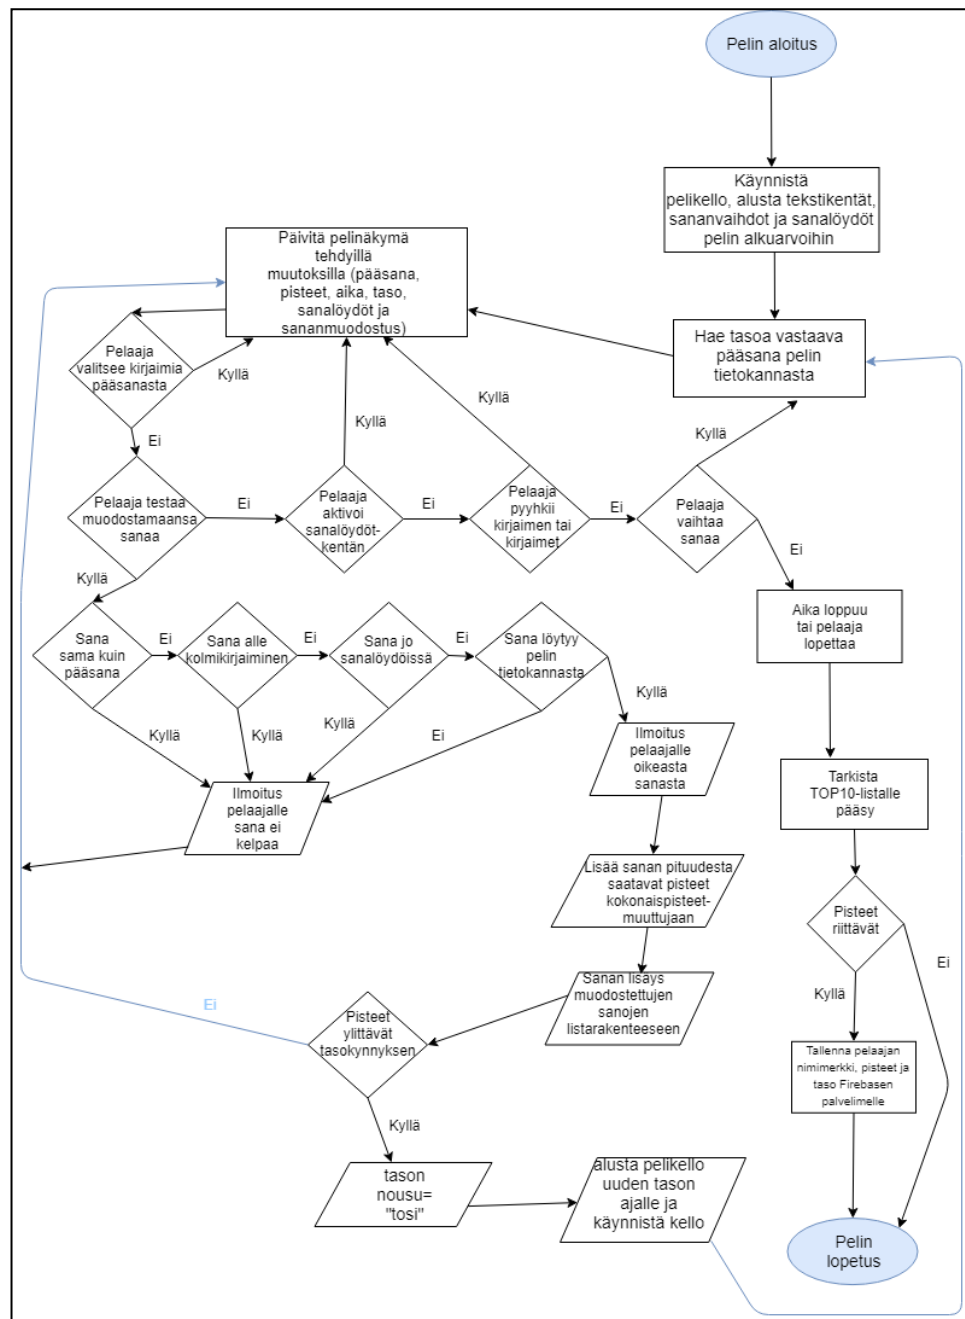 Pelin aloitus
Käynnistä
pelikello, alusta tekstikentät,
sananvaihdot ja sanalöydöt
pelin alkuarvoihin
Päivitä pelinäkymä
tehdyillä
muutoksilla (pääsana,
pisteet, aika, taso,
sanalöydöt ja
sananmuodostus)
Hae tasoa vastaava
pääsana pelin
tietokannasta
Pelaaja
valitsee kirjaimia
pääsanasta
Kyllä
Kyllä
Kyllä
Kyllä
Ei
Pelaaja testaa
muodostamaansa
sanaa
Ei
Pelaaja
aktivoi
sanalöydöt-
kentän
Ei
Pelaaja
pyyhkii
kirjaimen tai
kirjaimet
Ei
Pelaaja
vaihtaa
sanaa
Ei
Kyllä
Aika loppuu
tai pelaaja
lopettaa
Sana
sama kuin
pääsana
Ei
Sana alle
kolmikirjaiminen
Ei
Sana jo
sanalöydöissä
Ei
Sana löytyy
pelin
tietokannasta
Kyllä
Kyllä
Kyllä
Kyllä
Ei
Ilmoitus
pelaajalle
sana ei
kelpaa
Ilmoitus
pelaajalle
oikeasta
sanasta
Tarkista
TOP10-listalle
pääsy
Lisää sanan pituudesta
saatavat pisteet
kokonaispisteet-
muuttujaan
Pisteet
riittävät
Ei
Kyllä
Sanan lisäys
muodostettujen
sanojen
listarakenteeseen
Ei
Pisteet
ylittävät
tasokynnyksen
Kyllä
Tallenna pelaajan
nimimerkki, pisteet ja
taso Firebasen
palvelimelle
tason
nousu=
"tosi"
alusta pelikello
uuden tason
ajalle ja
käynnistä kello
Pelin
lopetus